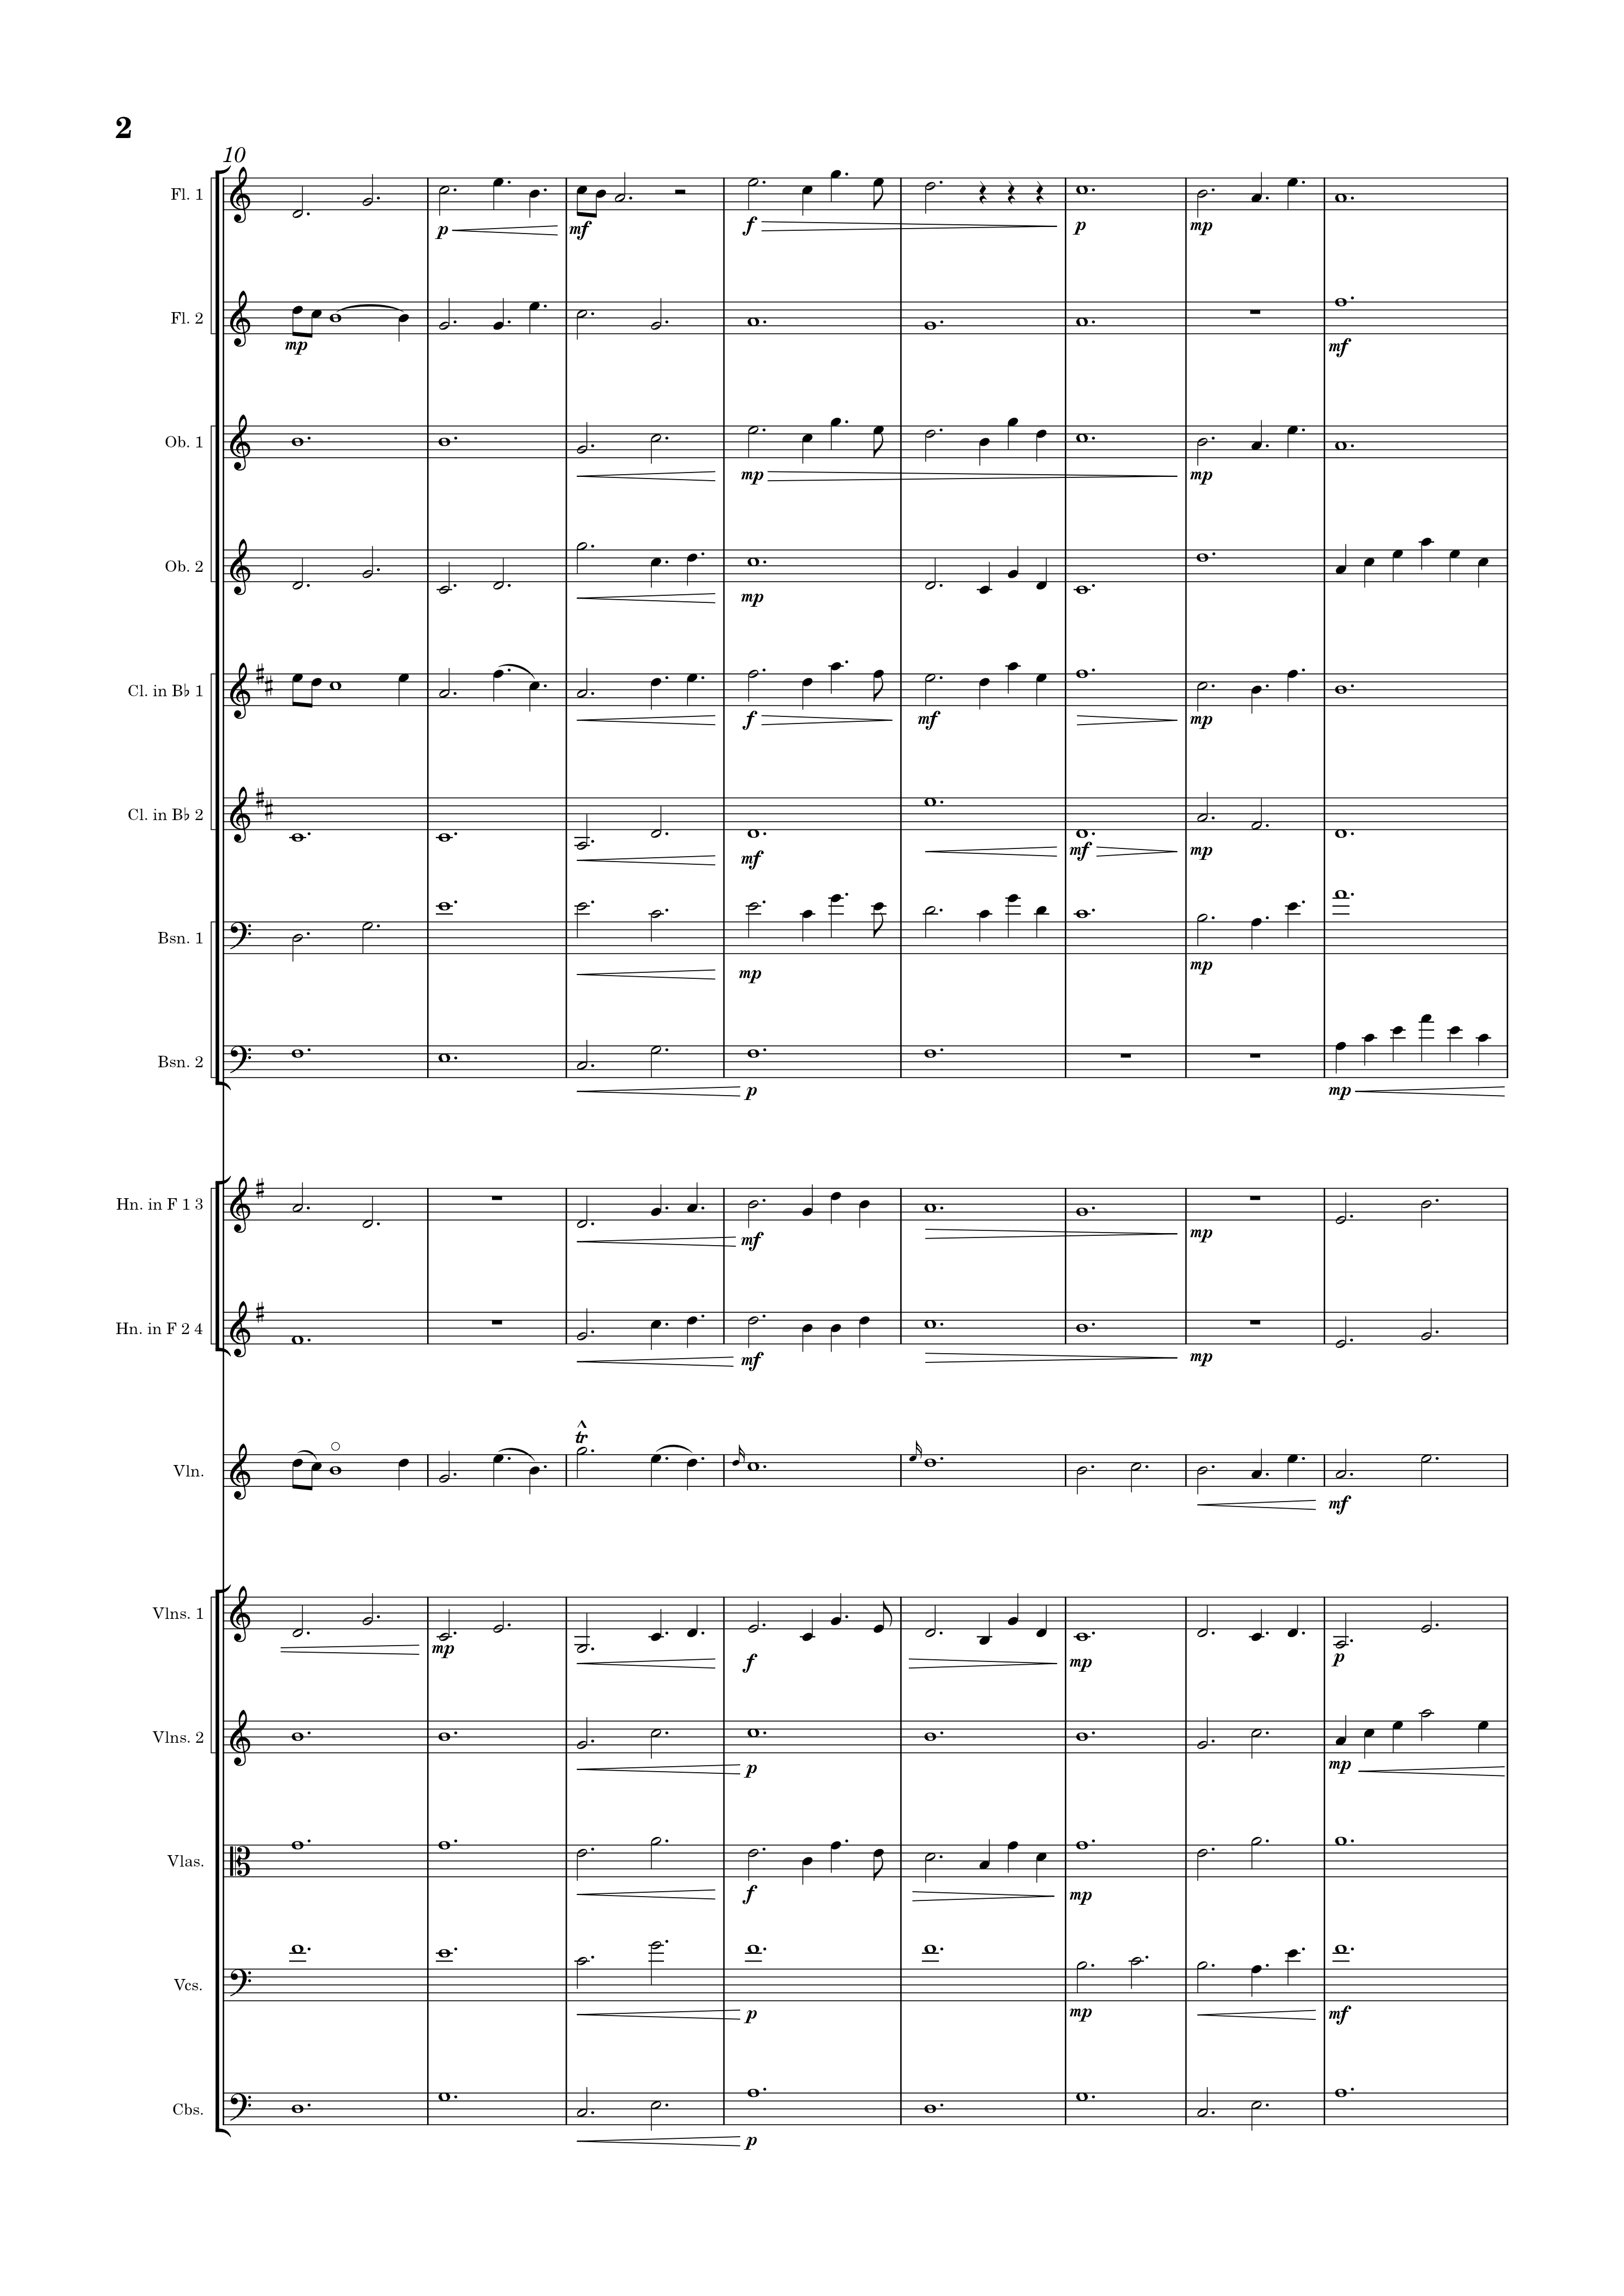 2
10
Fl. 1
p mf f p mp
Fl. 2
mp mf
Ob. 1
mp mp
Ob. 2
mp
Cl. in B♭ 1
f mf mp
Cl. in B♭ 2
mf mf mp
Bsn. 1
mp mp
Bsn. 2
p mp
Hn. in F 1 3
mf mp
Hn. in F 2 4
mf mp
tr
Vln.
mf
Vlns. 1
mp f mp p
Vlns. 2
p mp
Vlas.
f mp
Vcs.
p mp mf
Cbs.
p